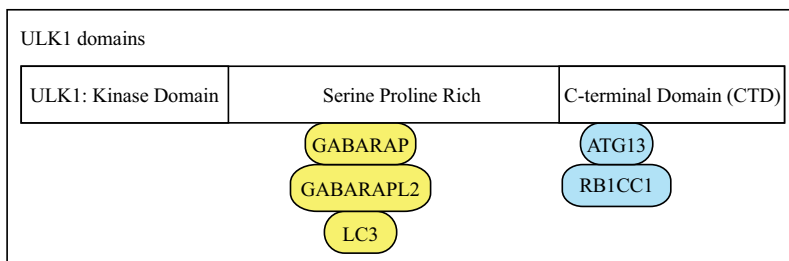 ULK1 domains
ULK1: Kinase Domain
Serine Proline Rich
C-terminal Domain (CTD)
GABARAP
GABARAPL2
LC3
ATG13
RB1CC1